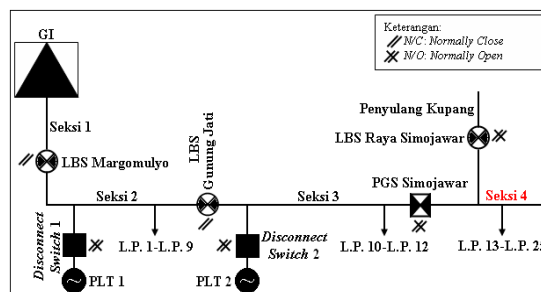 GI
Keterangan:
N/C: Normally Close
N/O: Normally Open
Seksi 1
LBS Margomulyo
LBS
Gunung Jati
Penyulang Kupang
LBS Raya Simojawar
PGS Simojawar
Seksi 2
Seksi 3
Seksi 4
Disconnect
Switch 1
L.P. 1-L.P. 9
Disconnect
Switch 2
L.P. 10-L.P. 12
L.P. 13-L.P. 25
PLT 1
PLT 2